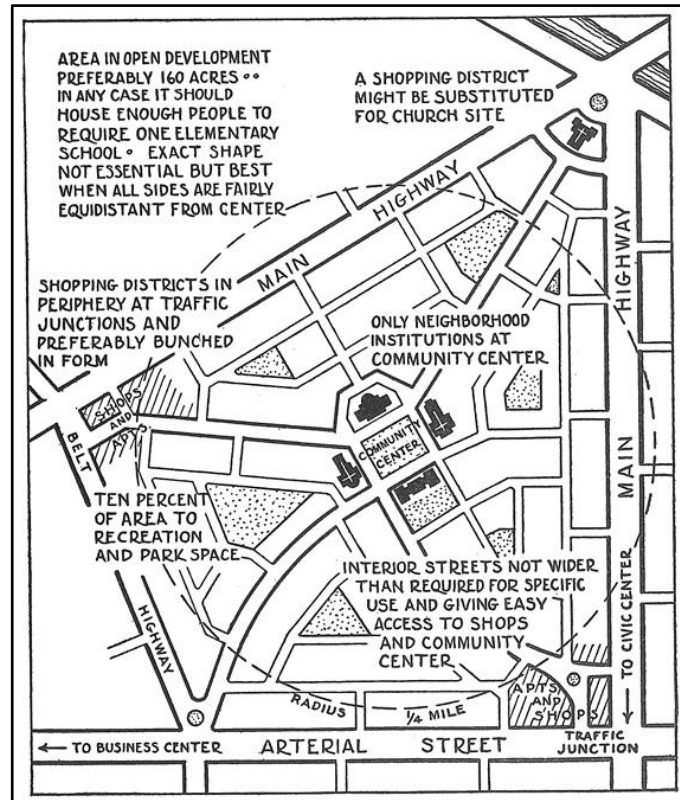 AREA IN OPEN DEVELOPMENT
PREFERABLY 160 ACRES • •
IN ANY CASE IT SHOULD
HOUSE ENOUGH PEOPLE TO
REQUIRE ONE ELEMENTARY
SCHOOL • EXACT SHAPE
NOT ESSENTIAL BUT BEST
WHEN ALL SIDES ARE FAIRLY
EQUIDISTANT FROM CENTER
A SHOPPING DISTRICT
MIGHT BE SUBSTITUTED
FOR CHURCH SITE
MAIN HIGHWAY
HIGHWAY
MAIN
SHOPPING DISTRICTS IN
PERIPHERY AT TRAFFIC
JUNCTIONS AND
PREFERABLY BUNCHED
IN FORM
ONLY NEIGHBORHOOD
INSTITUTIONS AT
COMMUNITY CENTER
SHOPS
AND
APTS
BELT
HIGHWAY
COMMUNITY
CENTER
TEN PERCENT
OF AREA TO
RECREATION
AND PARK SPACE
INTERIOR STREETS NOT WIDER
THAN REQUIRED FOR SPECIFIC
USE AND GIVING EASY
ACCESS TO SHOPS
AND COMMUNITY
CENTER
TO CIVIC CENTER
APTS
AND
SHOPS
RADIUS 1/4 MILE
TRAFFIC
JUNCTION
← TO BUSINESS CENTER ARTERIAL STREET